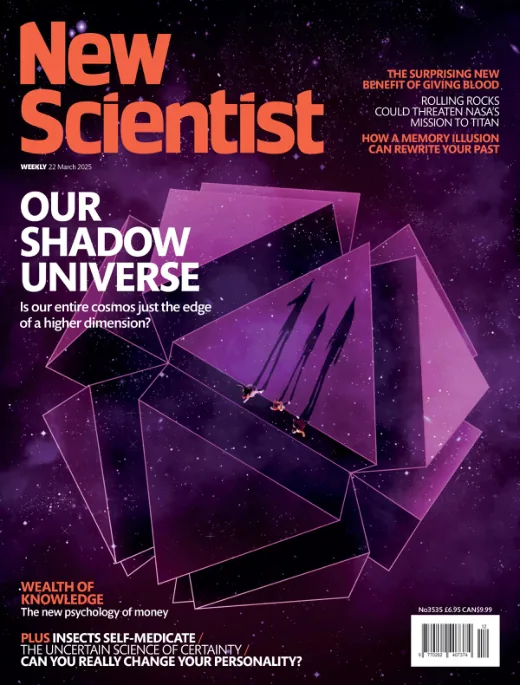 New
Scientist
WEEKLY 22 March 2025
THE SURPRISING NEW
BENEFIT OF GIVING BLOOD
ROLLING ROCKS
COULD THREATEN NASA'S
MISSION TO TITAN
HOW A MEMORY ILLUSION
CAN REWRITE YOUR PAST
OUR
SHADOW
UNIVERSE
Is our entire cosmos just the edge
of a higher dimension?
WEALTH OF
KNOWLEDGE
The new psychology of money
PLUS INSECTS SELF-MEDICATE /
THE UNCERTAIN SCIENCE OF CERTAINTY /
CAN YOU REALLY CHANGE YOUR PERSONALITY?
No3535 £6.95 CAN$9.99
12